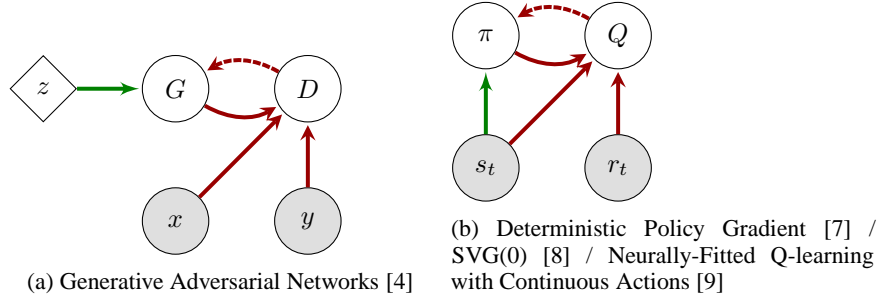 z
G
D
x
y
(a) Generative Adversarial Networks [4]
π
Q
s_t
r_t
(b) Deterministic Policy Gradient [7] /
SVG(0) [8] / Neurally-Fitted Q-learning
with Continuous Actions [9]